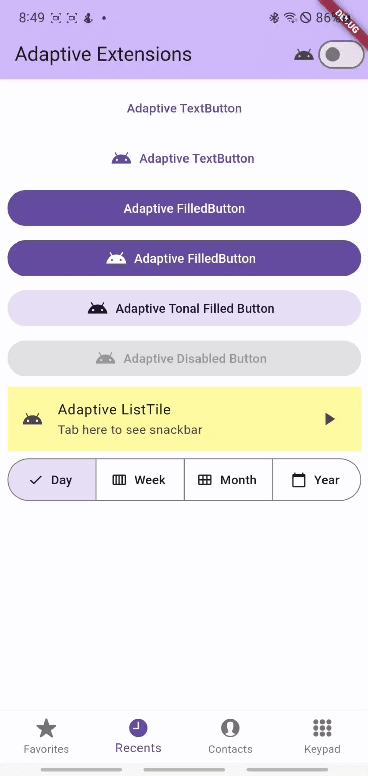 8:49 86%
DEBUG
Adaptive Extensions
Adaptive TextButton
Adaptive TextButton
Adaptive FilledButton
Adaptive FilledButton
Adaptive Tonal Filled Button
Adaptive Disabled Button
Adaptive ListTile
Tab here to see snackbar
Day Week Month Year
Favorites Recents Contacts Keypad